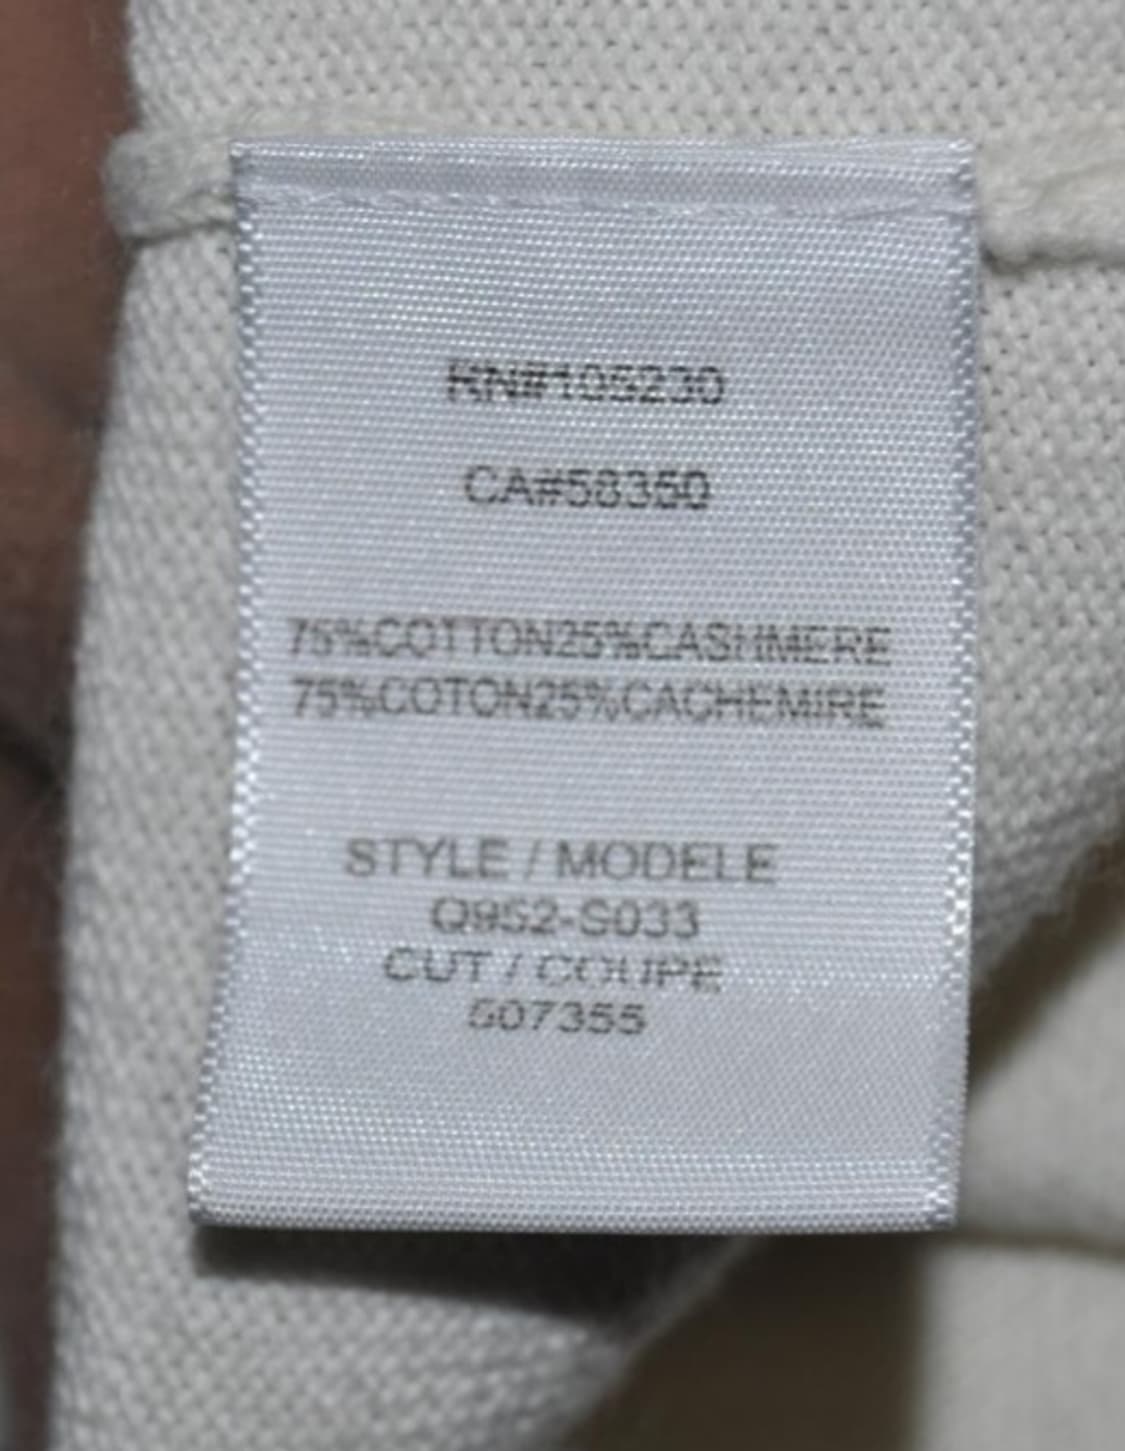 RN#105230
CA#58350
75%COTTON25%CASHMERE
75%COTON25%CACHEMIRE
STYLE / MODELE
Q952-S033
CUT / COUPE
507355